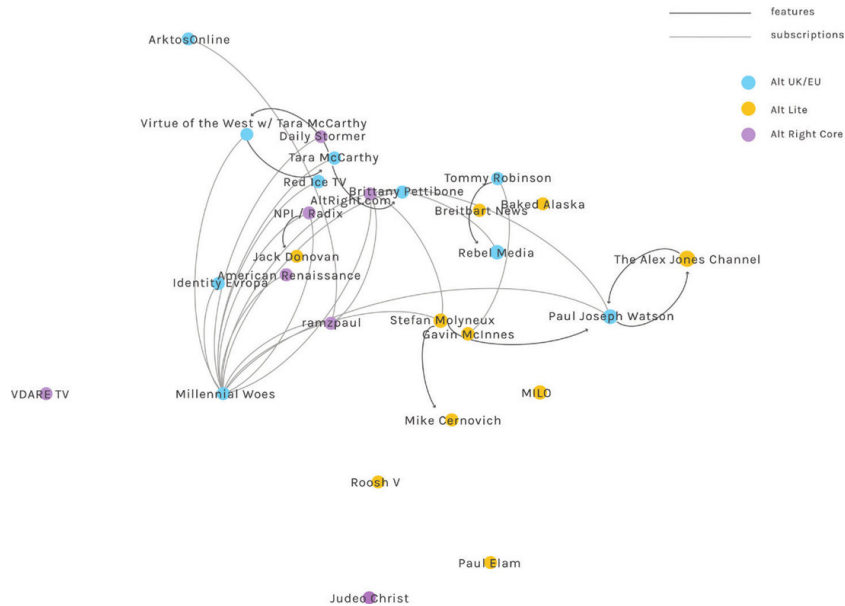 features
subscriptions
Alt UK/EU
Alt Lite
Alt Right Core
ArktosOnline
Virtue of the West w/ Tara McCarthy
Daily Stormer
Tara McCarthy
Red Ice TV
Brittany Pettibone
AltRight.com
NPI / Radix
Tommy Robinson
Breitbart News
Baked Alaska
Rebel Media
Jack Donovan
American Renaissance
Identity Evropa
The Alex Jones Channel
Paul Joseph Watson
ramzpaul
Stefan Molyneux
Gavin McInnes
VDARE TV
Millennial Woes
MILO
Mike Cernovich
Roosh V
Paul Elam
Judeo Christ